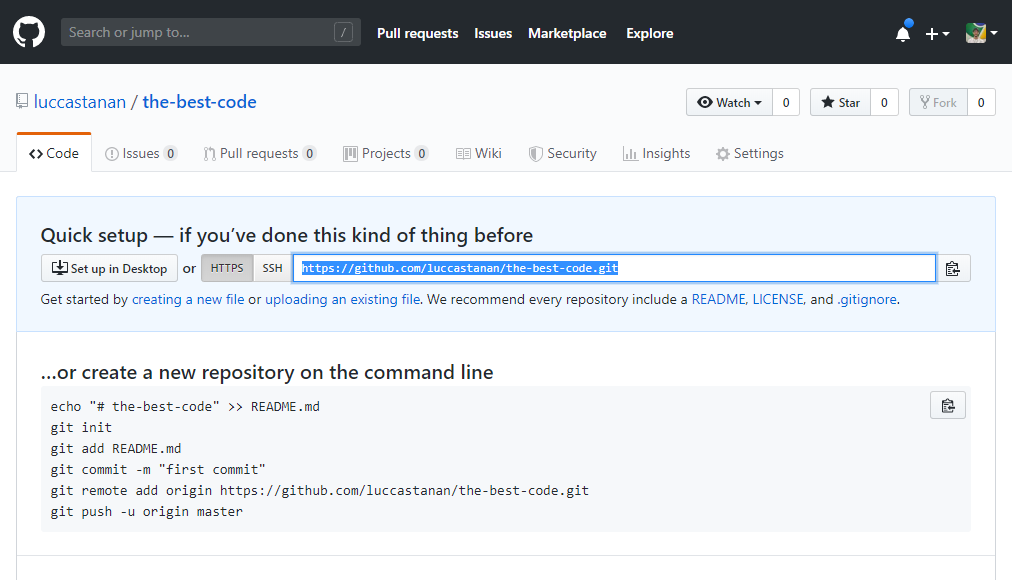 Search or jump to... /
Pull requests Issues Marketplace Explore
luccastanan / the-best-code
Watch 0 Star 0 Fork 0
Code Issues 0 Pull requests 0 Projects 0 Wiki Security Insights Settings
Quick setup — if you’ve done this kind of thing before
Set up in Desktop or HTTPS SSH https://github.com/luccastanan/the-best-code.git
Get started by creating a new file or uploading an existing file. We recommend every repository include a README, LICENSE, and .gitignore.
…or create a new repository on the command line
echo "# the-best-code" >> README.md
git init
git add README.md
git commit -m "first commit"
git remote add origin https://github.com/luccastanan/the-best-code.git
git push -u origin master